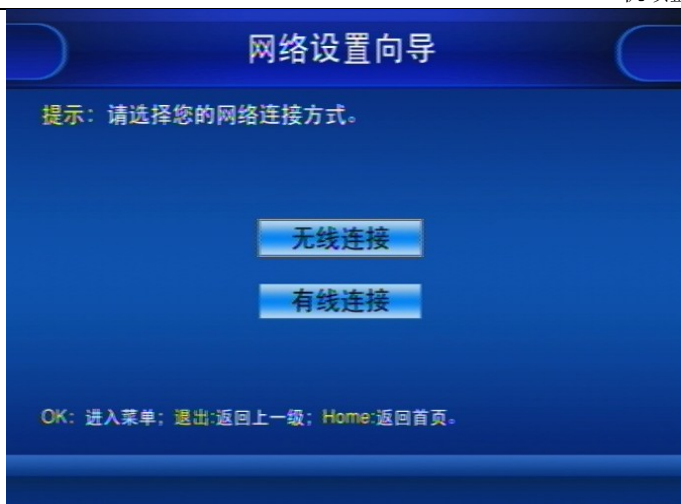 网络设置向导
提示：请选择您的网络连接方式。
无线连接
有线连接
OK：进入菜单；退出:返回上一级；Home:返回首页。